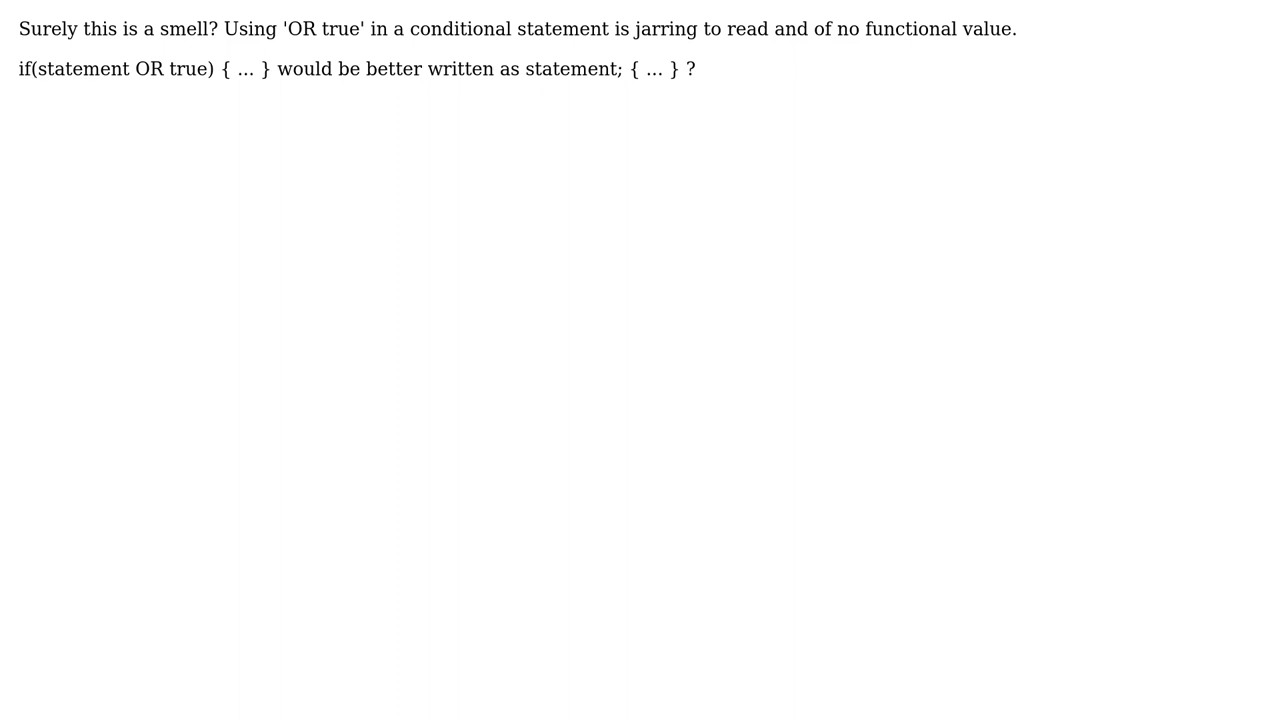 Surely this is a smell? Using 'OR true' in a conditional statement is jarring to read and of no functional value.
if(statement OR true) { ... } would be better written as statement; { ... } ?